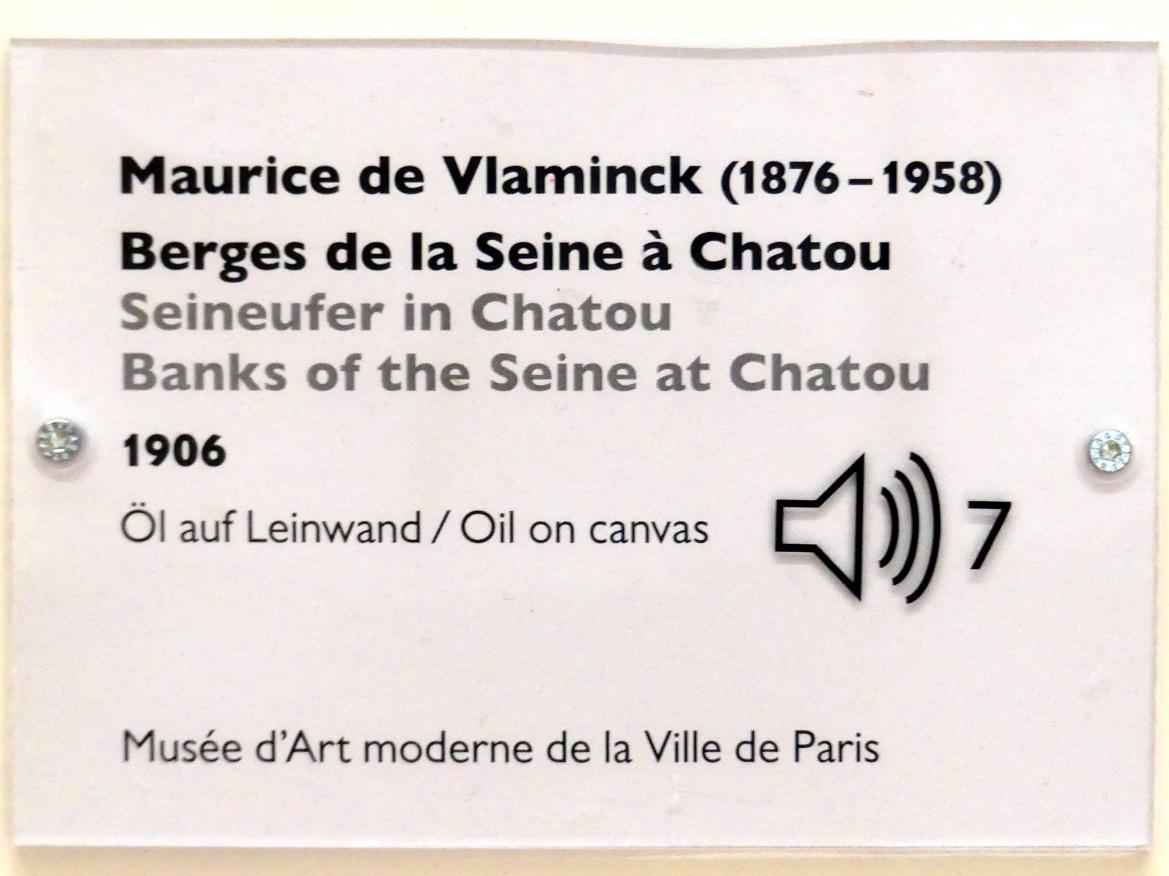 Maurice de Vlaminck (1876 – 1958)
Berges de la Seine à Chatou
Seineufer in Chatou
Banks of the Seine at Chatou
1906
Öl auf Leinwand / Oil on canvas
7
Musée d’Art moderne de la Ville de Paris